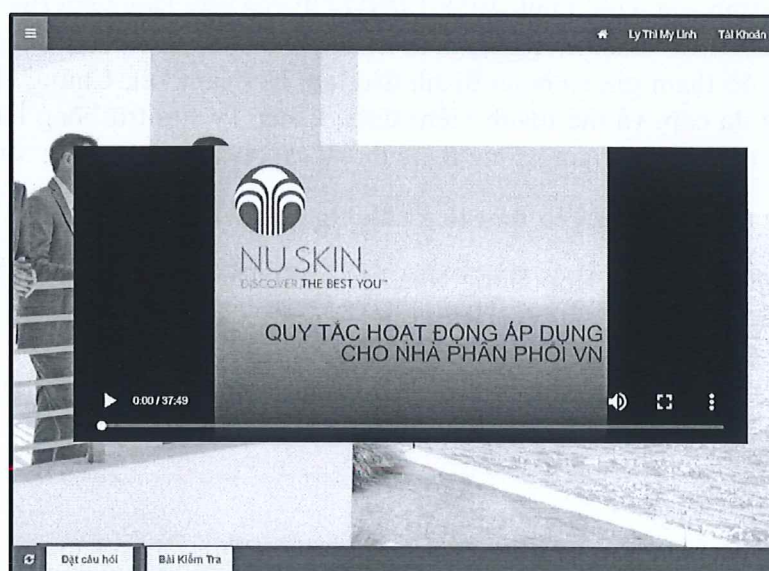 Ly Thi My Linh Tài Khoản
NU SKIN.
DISCOVER THE BEST YOU™
QUY TẮC HOẠT ĐỘNG ÁP DỤNG
CHO NHÀ PHÂN PHỐI VN
0:00 / 37:49
Đặt câu hỏi Bài Kiểm Tra